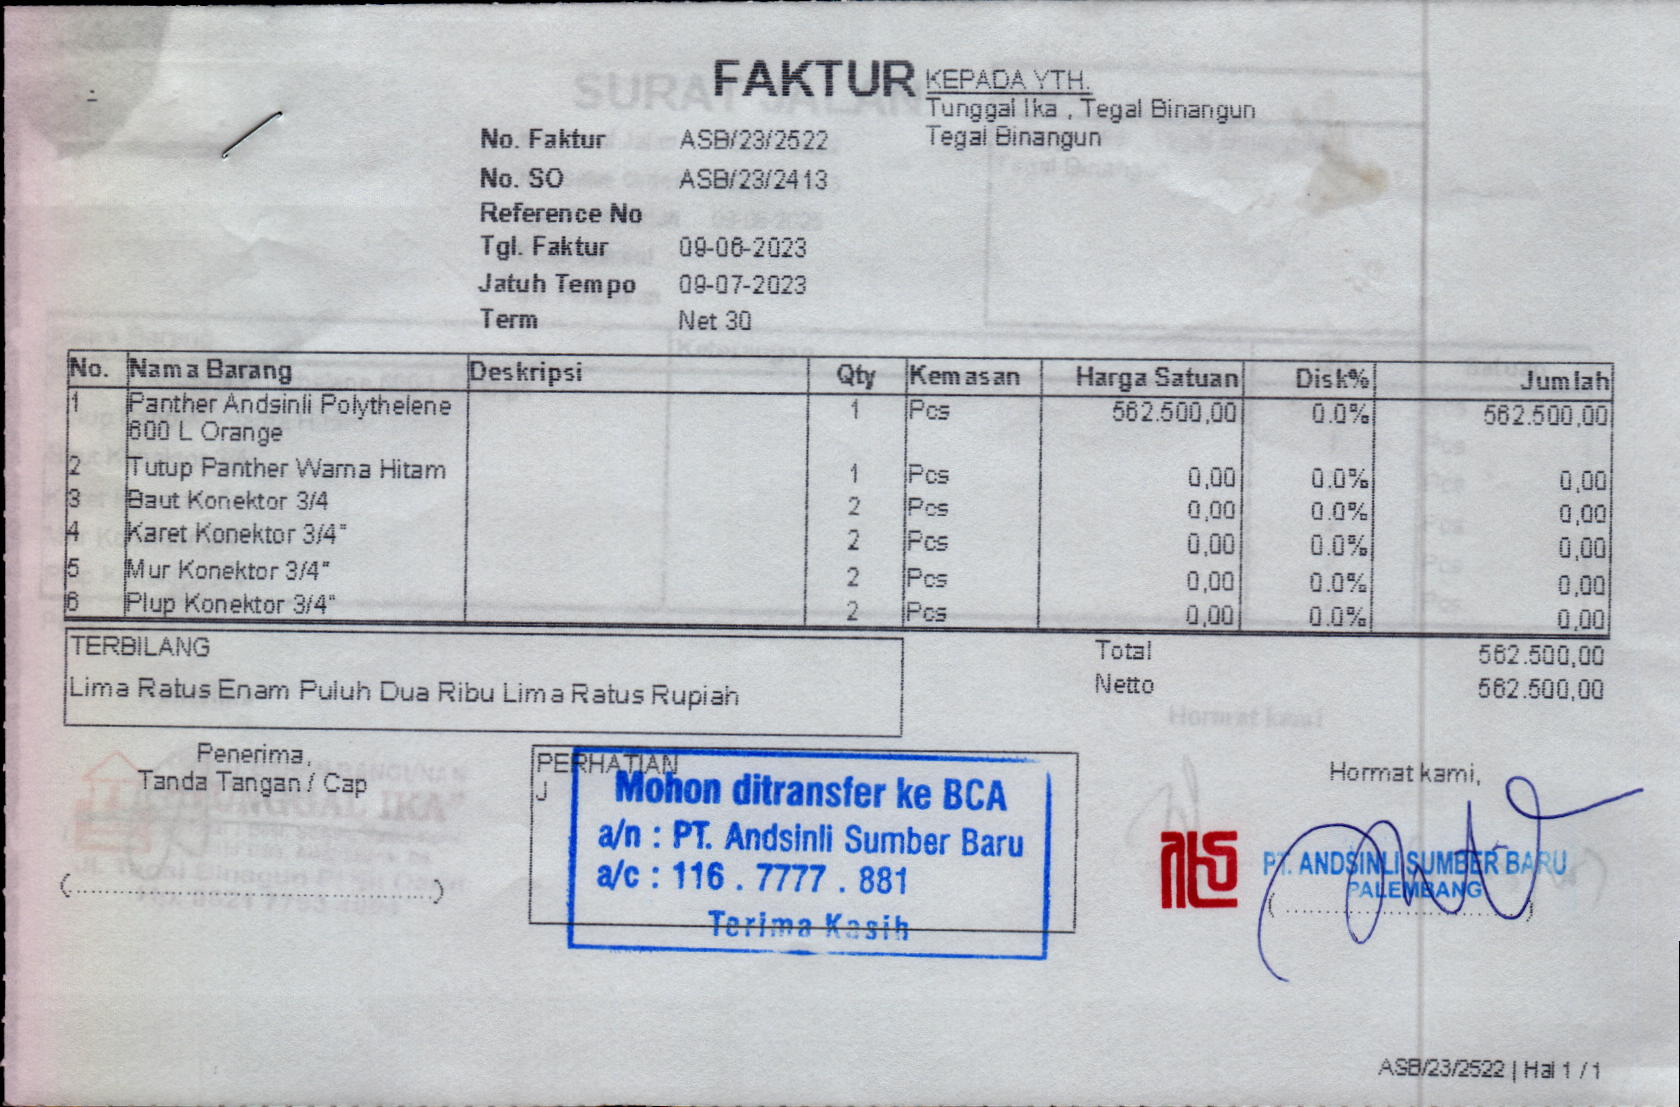 FAKTUR
KEPADA YTH.
Tunggal Ika , Tegal Binangun
Tegal Binangun
No. Faktur ASB/23/2522
No. SO ASB/23/2413
Reference No
Tgl. Faktur 09-06-2023
Jatuh Tempo 09-07-2023
Term Net 30
No. Nama Barang Deskripsi Qty Kemasan Harga Satuan Disk% Jumlah
1 Panther Andsinli Polythelene 1 Pcs 562.500,00 0.0% 562.500,00
600 L Orange
2 Tutup Panther Warna Hitam 1 Pcs 0,00 0.0% 0,00
3 Baut Konektor 3/4 2 Pcs 0,00 0.0% 0,00
4 Karet Konektor 3/4" 2 Pcs 0,00 0.0% 0,00
5 Mur Konektor 3/4" 2 Pcs 0,00 0.0% 0,00
6 Plup Konektor 3/4" 2 Pcs 0,00 0.0% 0,00
TERBILANG
Lima Ratus Enam Puluh Dua Ribu Lima Ratus Rupiah
Total 562.500,00
Netto 562.500,00
Penerima,
Tanda Tangan / Cap
(..............................................)
PERHATIAN
J
Mohon ditransfer ke BCA
a/n : PT. Andsinli Sumber Baru
a/c : 116 . 7777 . 881
Terima Kasih
Hormat kami,
PT. ANDSINLI SUMBER BARU
PALEMBANG
(................................)
ASB/23/2522 | Hal 1 / 1